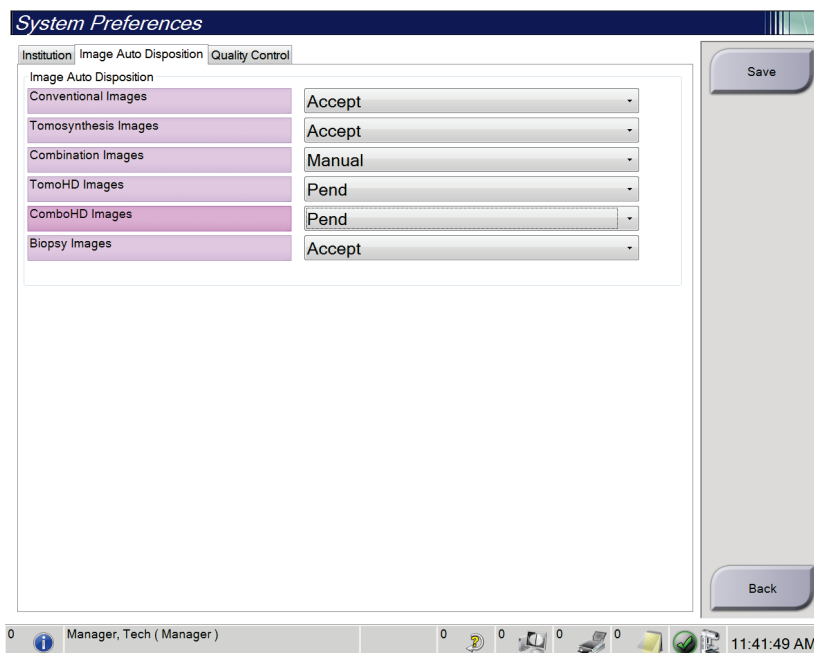 System Preferences
Institution Image Auto Disposition Quality Control
Save
Image Auto Disposition
Conventional Images Accept
Tomosynthesis Images Accept
Combination Images Manual
TomoHD Images Pend
ComboHD Images Pend
Biopsy Images Accept
Back
0 Manager, Tech ( Manager ) 0 0 0 0 11:41:49 AM